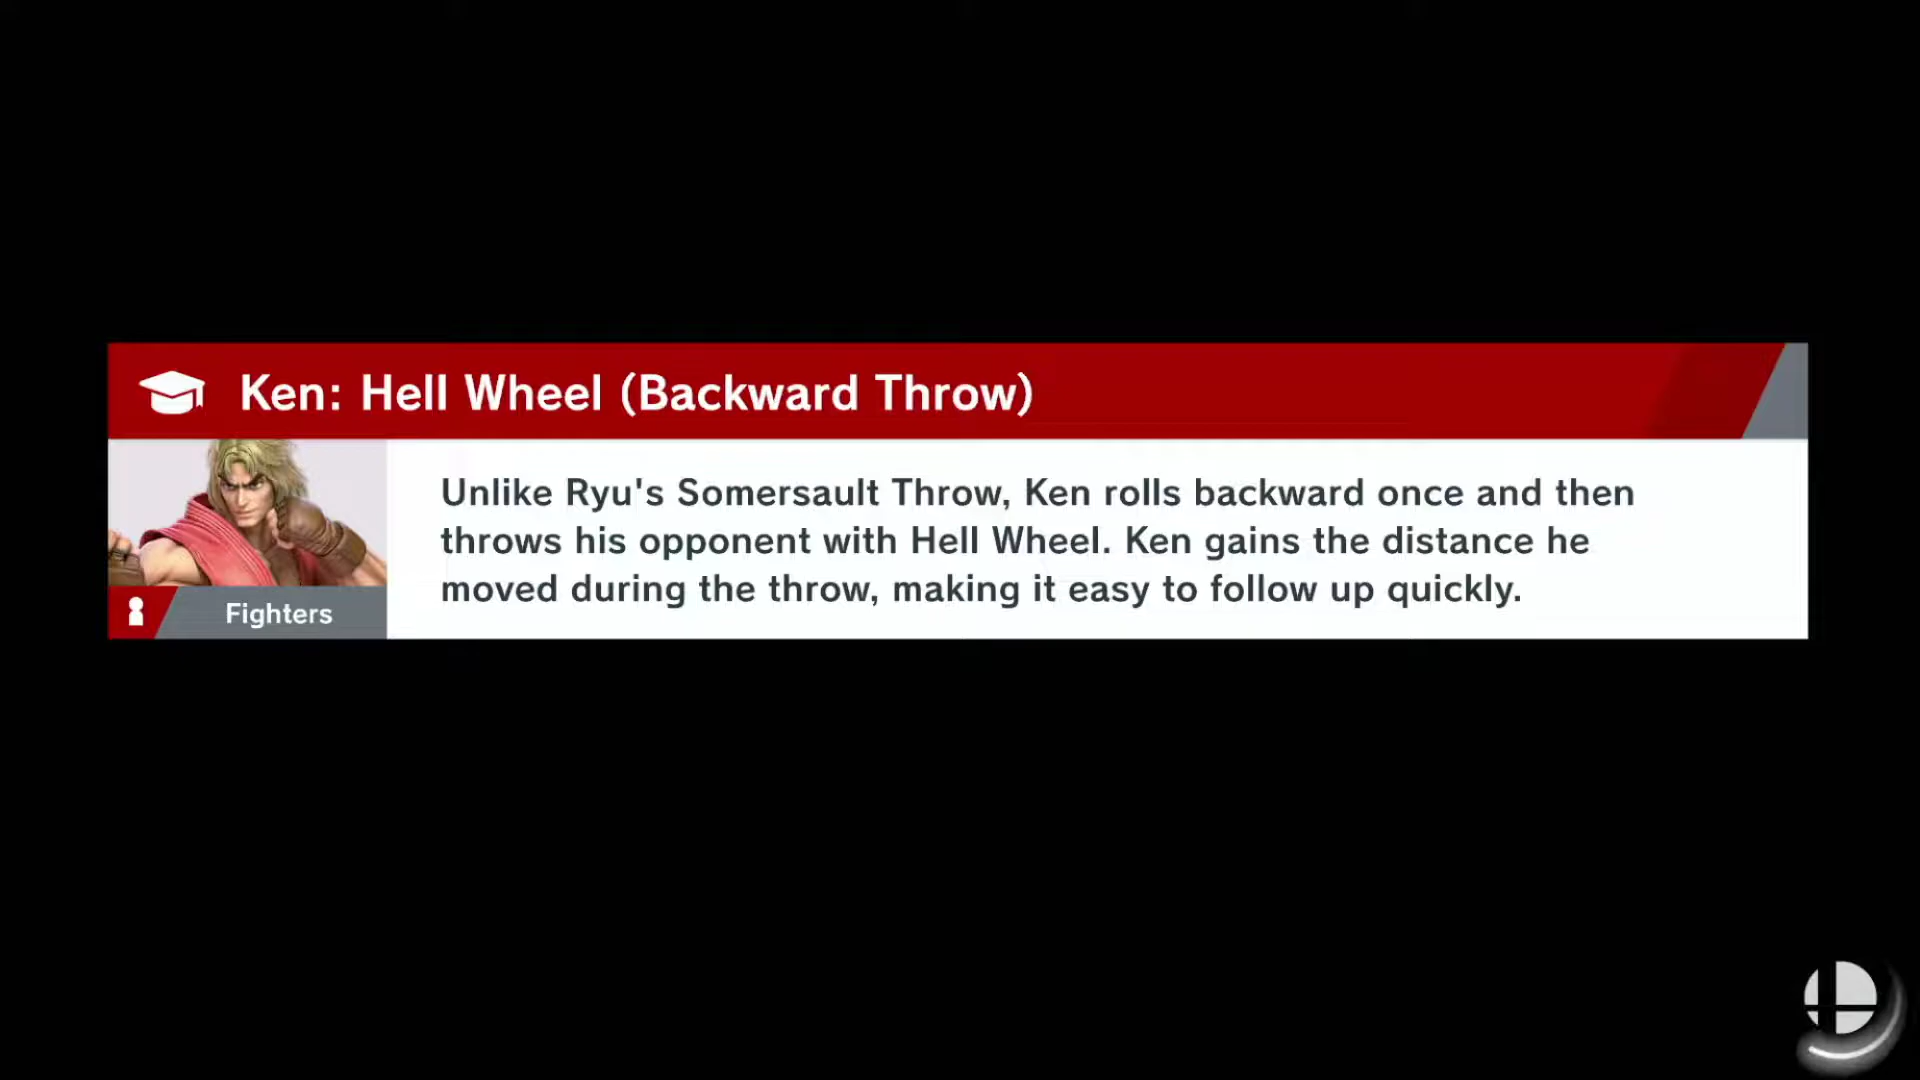 Ken: Hell Wheel (Backward Throw)
Unlike Ryu's Somersault Throw, Ken rolls backward once and then
throws his opponent with Hell Wheel. Ken gains the distance he
moved during the throw, making it easy to follow up quickly.
Fighters